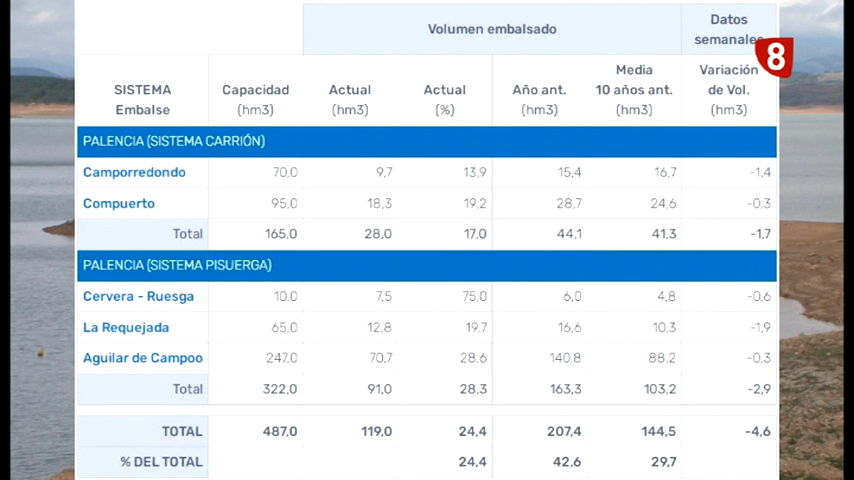 Volumen embalsado
Datos semanales
8
SISTEMA Embalse
Capacidad (hm3)
Actual (hm3)
Actual (%)
Año ant. (hm3)
Media 10 años ant. (hm3)
Variación de Vol. (hm3)
PALENCIA (SISTEMA CARRIÓN)
Camporredondo 70,0 9,7 13,9 15,4 16,7 -1,4
Compuerto 95,0 18,3 19,2 28,7 24,6 -0,3
Total 165,0 28,0 17,0 44,1 41,3 -1,7
PALENCIA (SISTEMA PISUERGA)
Cervera - Ruesga 10,0 7,5 75,0 6,0 4,8 -0,6
La Requejada 65,0 12,8 19,7 16,6 10,3 -1,9
Aguilar de Campoo 247,0 70,7 28,6 140,8 88,2 -0,3
Total 322,0 91,0 28,3 163,3 103,2 -2,9
TOTAL 487,0 119,0 24,4 207,4 144,5 -4,6
% DEL TOTAL 24,4 42,6 29,7